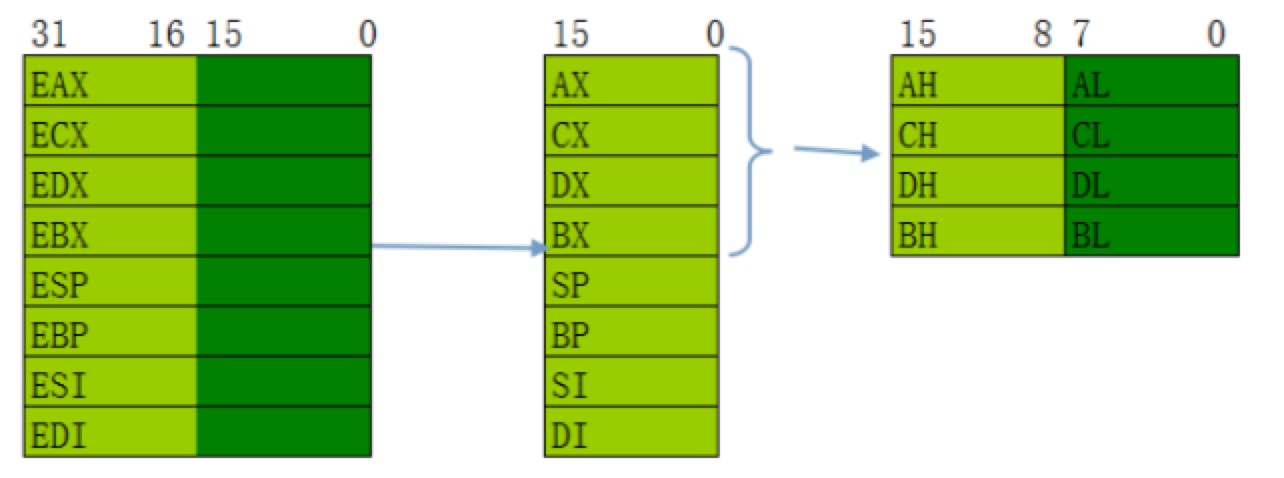 31 16 15 0 15 0 15 8 7 0
EAX AX AH AL
ECX CX CH CL
EDX DX DH DL
EBX BX BH BL
ESP SP
EBP BP
ESI SI
EDI DI